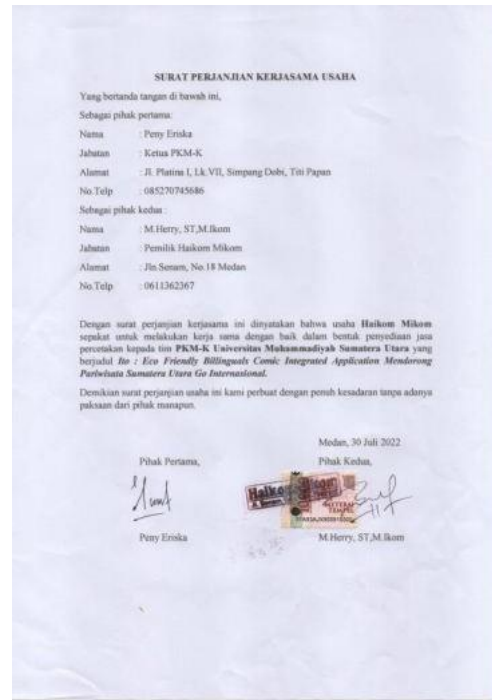 SURAT PERJANJIAN KERJASAMA USAHA
Yang bertanda tangan di bawah ini,
Sebagai pihak pertama:
Nama : Peny Eriska
Jabatan : Ketua PKM-K
Alamat : Jl. Platina I, Lk.VII, Simpang Dobi, Titi Papan
No.Telp : 085270745686
Sebagai pihak kedua :
Nama : M.Herry, ST,M.Ikom
Jabatan : Pemilik Haikom Mikom
Alamat : Jln Senam, No.18 Medan
No.Telp : 0611362367
Dengan surat perjanjian kerjasama ini dinyatakan bahwa usaha Haikom Mikom
sepakat untuk melakukan kerja sama dengan baik dalam bentuk penyediaan jasa
percetakan kepada tim PKM-K Universitas Muhammadiyah Sumatera Utara yang
berjudul Bio : Eco Friendly Billinguals Comic Integrated Application Mendorong
Pariwisata Sumatera Utara Go Internasional.
Demikian surat perjanjian usaha ini kami perbuat dengan penuh kesadaran tanpa adanya
paksaan dari pihak manapun.
Medan, 30 Juli 2022
Pihak Pertama, Pihak Kedua,
Haikom Mikom
METERAI
TEMPEL
Peny Eriska M.Herry, ST,M.Ikom